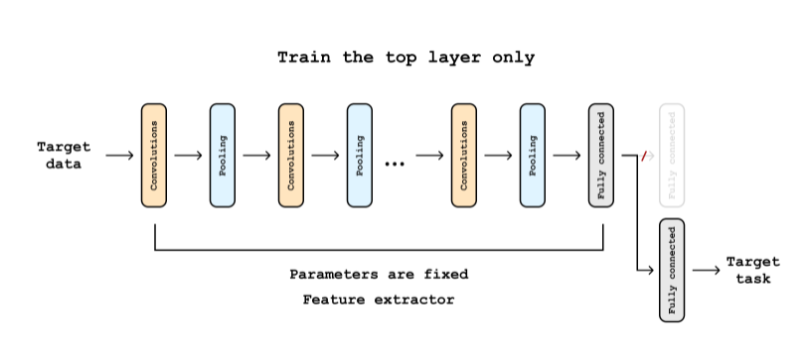 Train the top layer only
Target
data
Convolutions
Pooling
Convolutions
Pooling
...
Convolutions
Pooling
Fully connected
Fully connected
Fully connected
Target
task
Parameters are fixed
Feature extractor